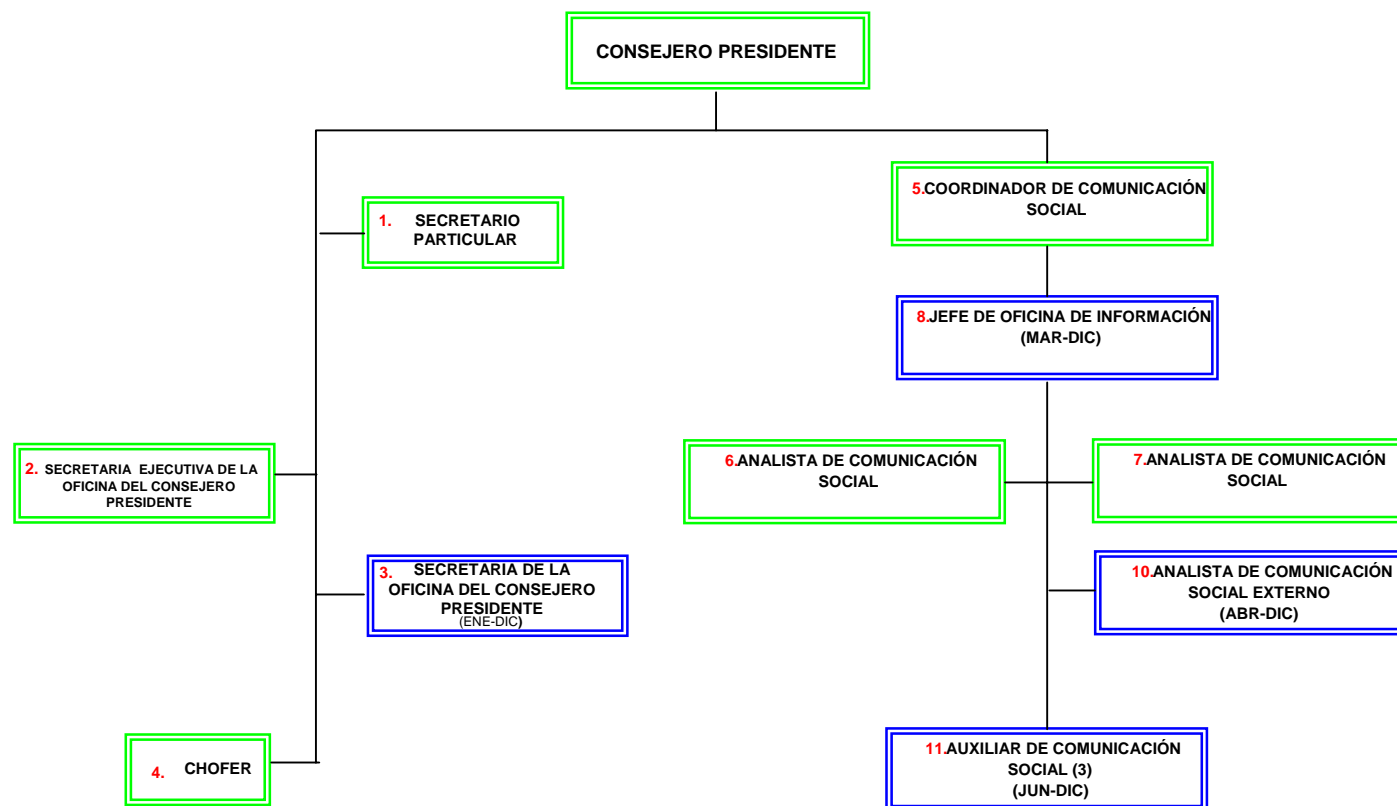 CONSEJERO PRESIDENTE
1. SECRETARIO
PARTICULAR
2. SECRETARIA EJECUTIVA DE LA
OFICINA DEL CONSEJERO
PRESIDENTE
3. SECRETARIA DE LA
OFICINA DEL CONSEJERO
PRESIDENTE
(ENE-DIC)
4. CHOFER
5.COORDINADOR DE COMUNICACIÓN
SOCIAL
8.JEFE DE OFICINA DE INFORMACIÓN
(MAR-DIC)
6.ANALISTA DE COMUNICACIÓN
SOCIAL
7.ANALISTA DE COMUNICACIÓN
SOCIAL
10.ANALISTA DE COMUNICACIÓN
SOCIAL EXTERNO
(ABR-DIC)
11.AUXILIAR DE COMUNICACIÓN
SOCIAL (3)
(JUN-DIC)